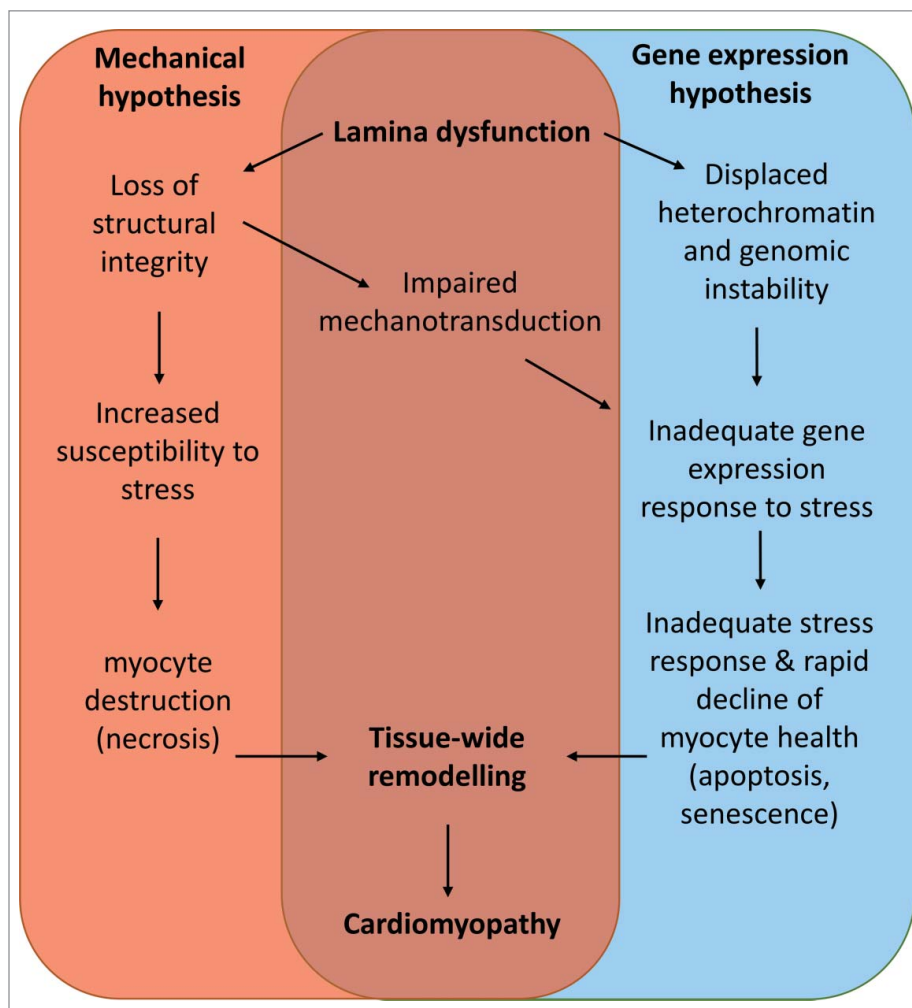 Mechanical
hypothesis
Gene expression
hypothesis
Lamina dysfunction
Loss of
structural
integrity
Displaced
heterochromatin
and genomic
instability
Impaired
mechanotransduction
Increased
susceptibility to
stress
Inadequate gene
expression
response to stress
myocyte
destruction
(necrosis)
Inadequate stress
response & rapid
decline of
myocyte health
(apoptosis,
senescence)
Tissue-wide
remodelling
Cardiomyopathy